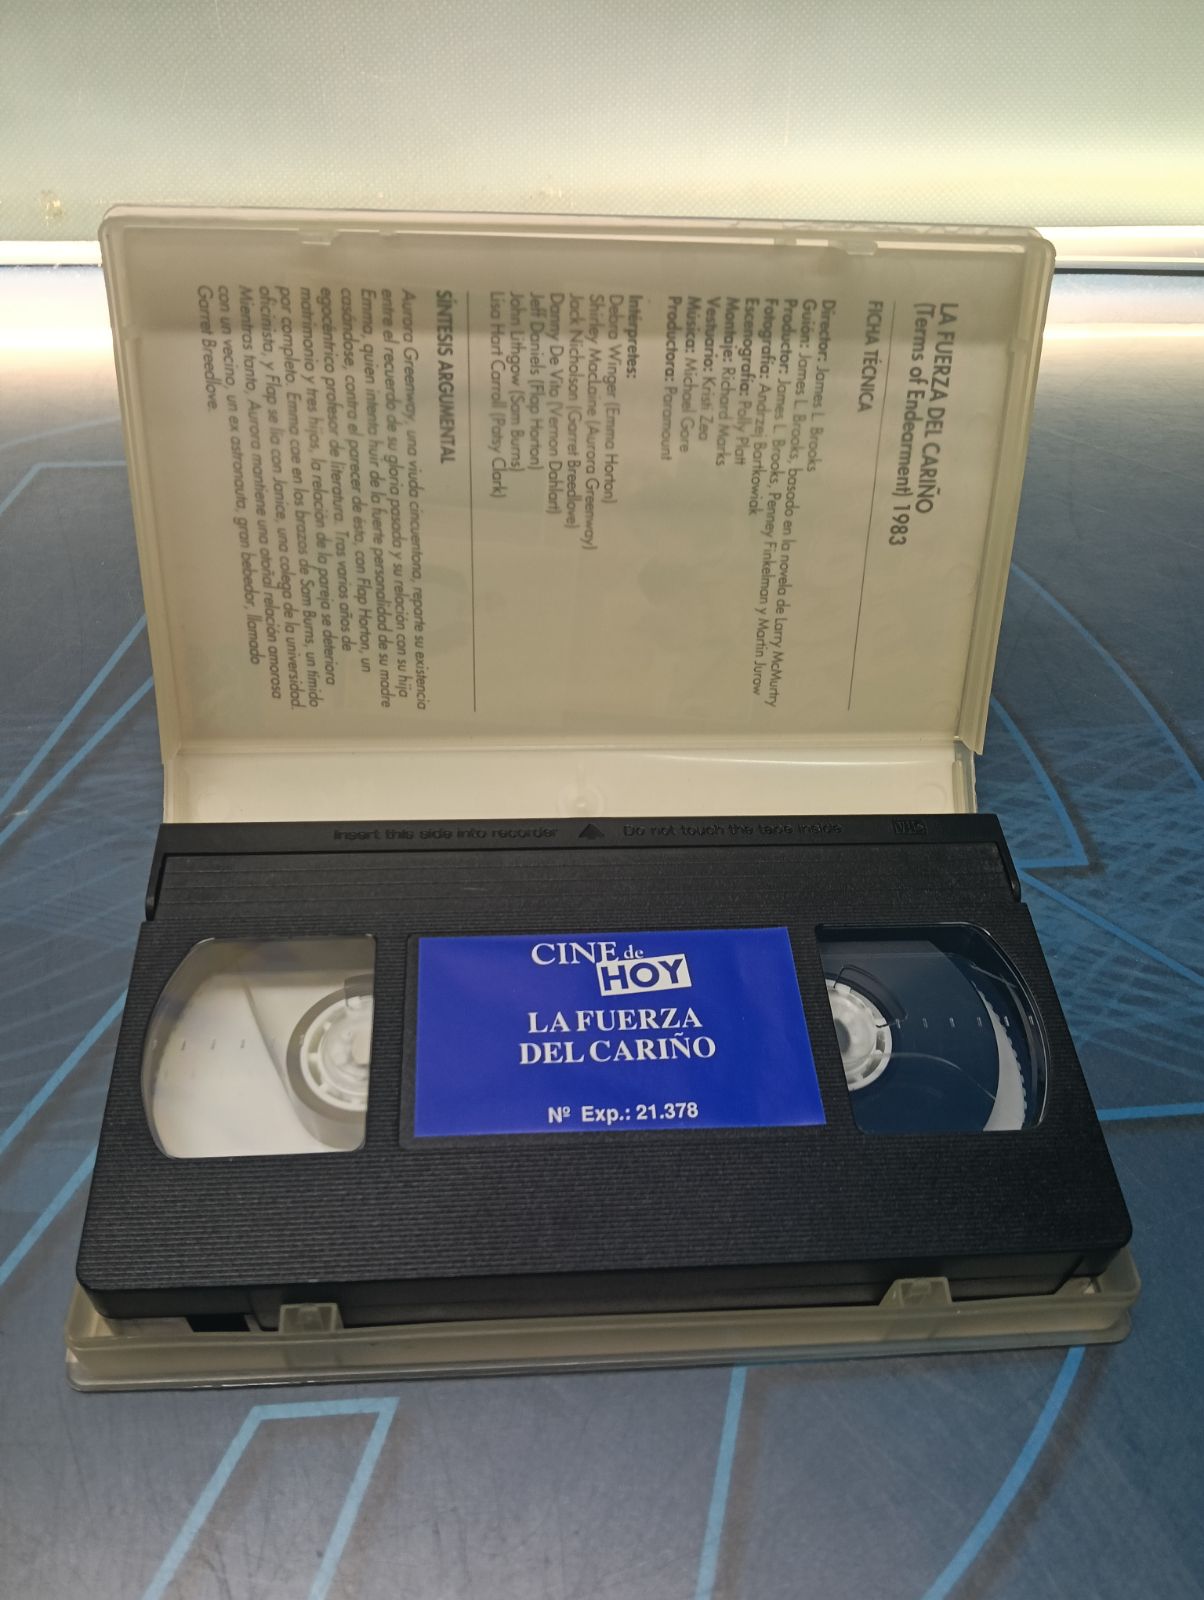 LA FUERZA DEL CARIÑO
(Terms of Endearment) 1983
FICHA TÉCNICA
Director: James L. Brooks
Guión: James L. Brooks, basado en la novela de Larry McMurtry
Productor: James L. Brooks, Penney Finkelman y Martin Jurow
Fotografía: Andrzej Bartkowiak
Escenografía: Polly Platt
Montaje: Richard Marks
Vestuario: Kristi Zea
Música: Michael Gore
Productora: Paramount
Intérpretes:
Debra Winger (Emma Horton)
Shirley MacLaine (Aurora Greenway)
Jack Nicholson (Garret Breedlove)
Danny De Vito (Vernon Dahlart)
Jeff Daniels (Flap Horton)
John Lithgow (Sam Burns)
Lisa Hart Carroll (Patsy Clark)
SÍNTESIS ARGUMENTAL
Aurora Greenway, una viuda cincuentona, reparte su existencia
entre el recuerdo de su gloria pasada y su relación con su hija
Emma, quien intenta huir de la fuerte personalidad de su madre
casándose, contra el parecer de ésta, con Flap Horton, un
egocéntrico profesor de literatura. Tras varios años de
matrimonio y tres hijos, la relación de la pareja se deteriora
por completo. Emma cae en los brazos de Sam Burns, un tímido
oficinista, y Flap se lía con Janice, una colega de la universidad.
Mientras tanto, Aurora mantiene una otoñal relación amorosa
con un vecino, un ex astronauta, gran bebedor, llamado
Garret Breedlove.
Insert this side into recorder Do not touch the tape inside VHS
CINE de
HOY
LA FUERZA
DEL CARIÑO
Nº Exp.: 21.378